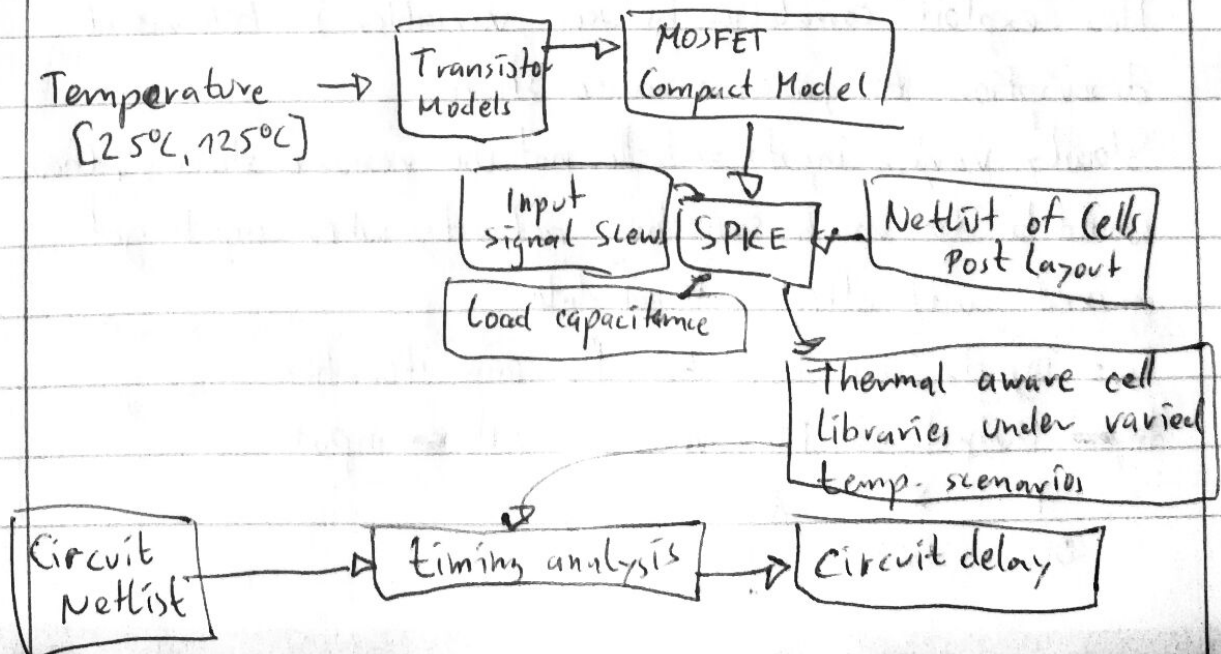 MOSFET
Compact Model
Transistor
Models
Temperature
[25°C, 125°C]
Input
signal Slew
SPICE
Netlist of Cells
Post Layout
Load capacitance
Thermal aware cell
Libraries under varied
temp. scenarios
Circuit
Netlist
timing analysis
Circuit delay